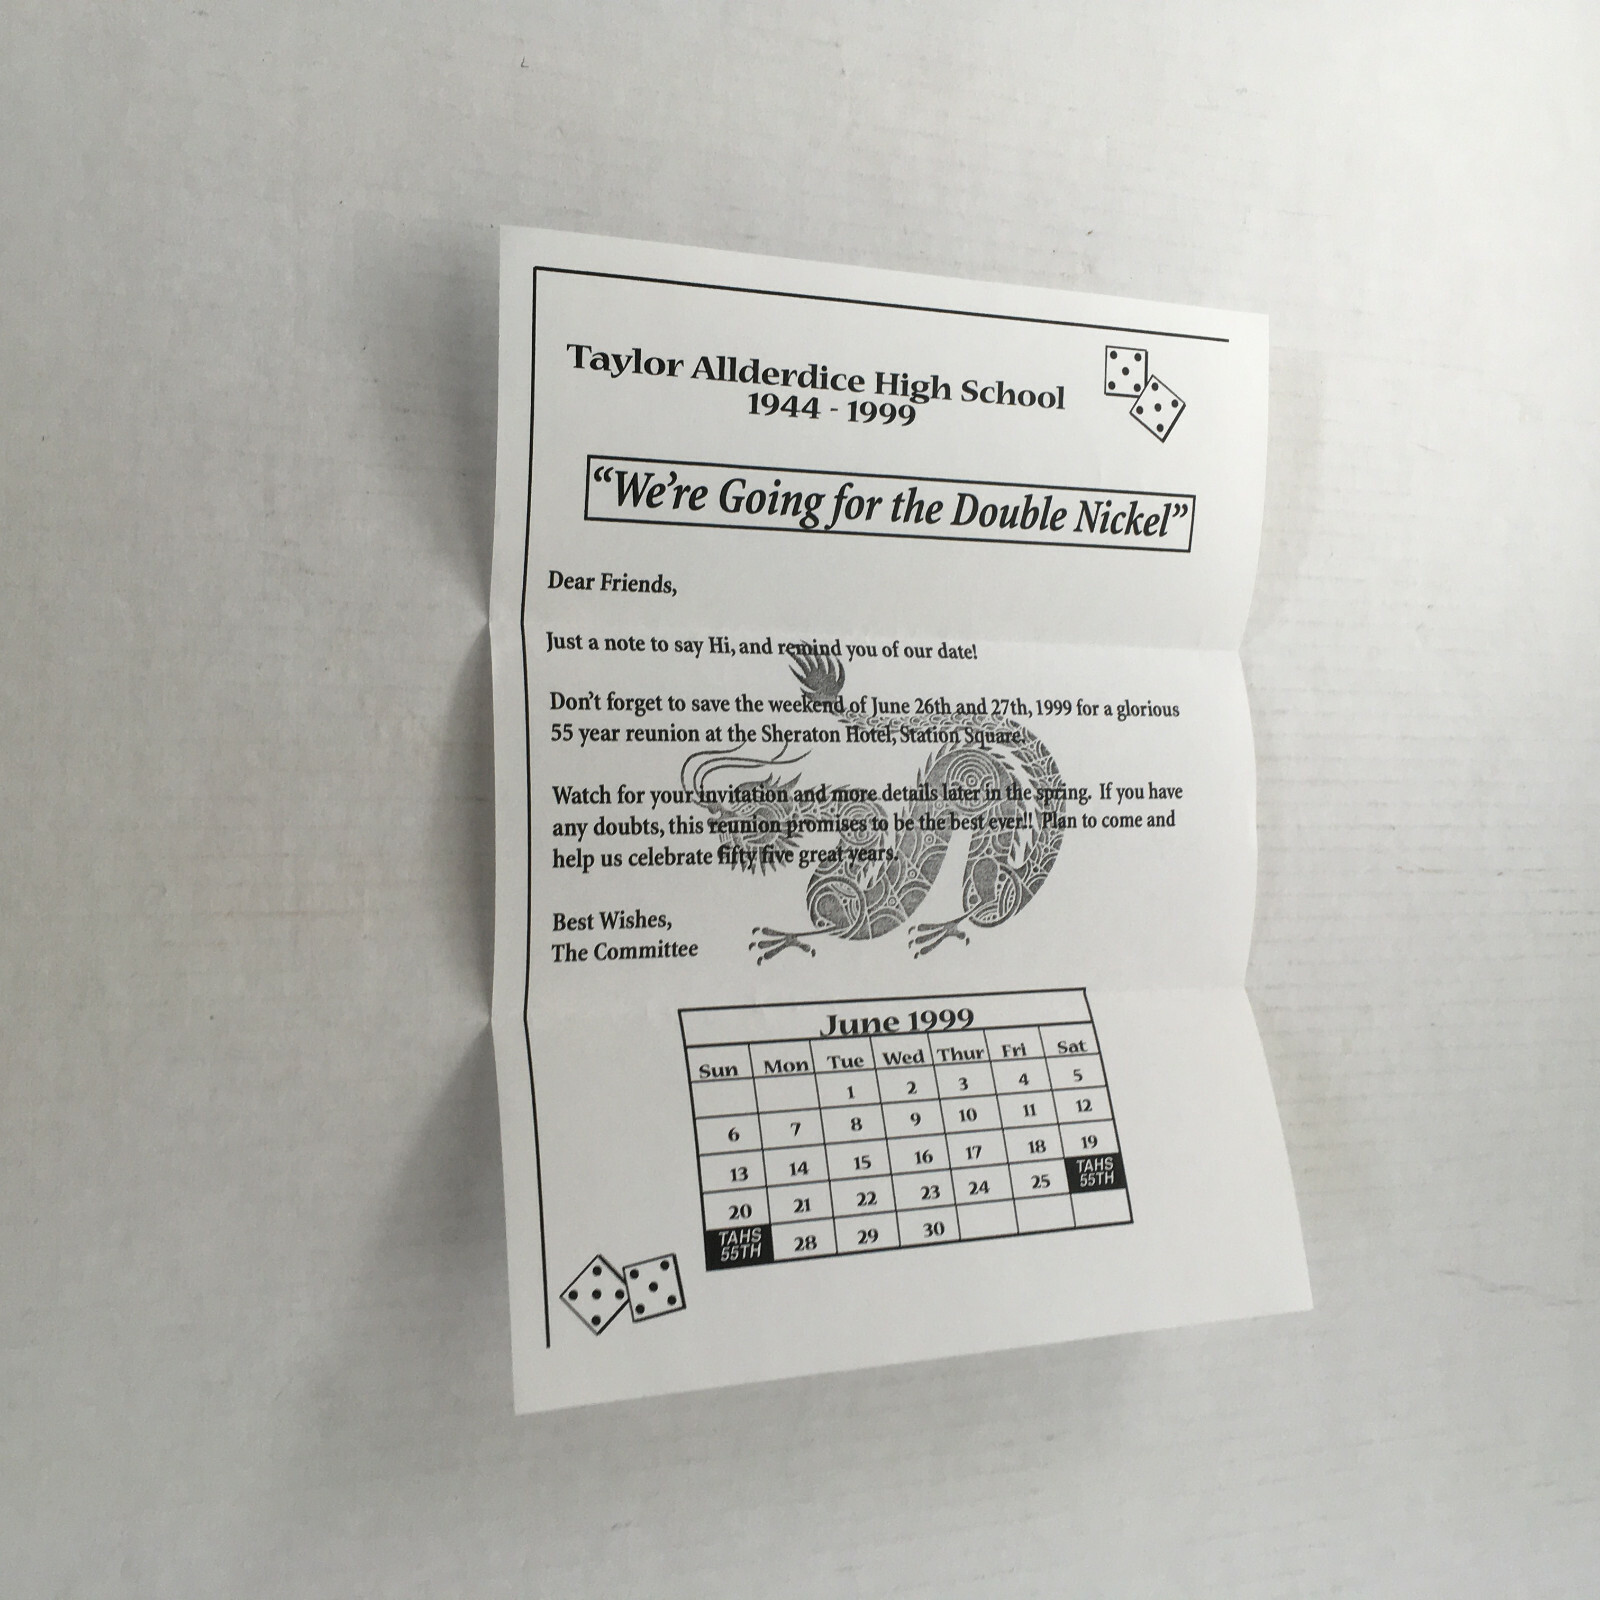 Taylor Allderdice High School
1944 - 1999
“We're Going for the Double Nickel”
Dear Friends,
Just a note to say Hi, and remind you of our date!
Don't forget to save the weekend of June 26th and 27th, 1999 for a glorious
55 year reunion at the Sheraton Hotel, Station Square!
Watch for your invitation and more details later in the spring. If you have
any doubts, this reunion promises to be the best ever!! Plan to come and
help us celebrate fifty five great years.
Best Wishes,
The Committee
June 1999
Sun Mon Tue Wed Thur Fri Sat
1 2 3 4 5
6 7 8 9 10 11 12
13 14 15 16 17 18 19
20 21 22 23 24 25 TAHS 55TH
TAHS 55TH 28 29 30